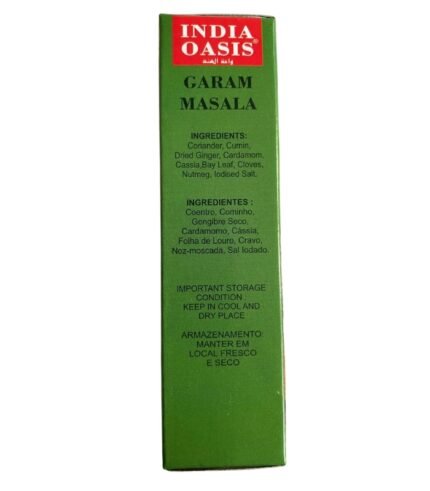 INDIA
OASIS®
واحة الهند
GARAM
MASALA
INGREDIENTS:
Coriander, Cumin,
Dried Ginger, Cardamom,
Cassia,Bay Leaf, Cloves,
Nutmeg, Iodised Salt.
INGREDIENTES :
Coentro, Cominho,
Gengibre Seco,
Cardamomo, Cássia,
Folha de Louro, Cravo,
Noz-moscada, Sal Iodado.
IMPORTANT STORAGE
CONDITION :
KEEP IN COOL AND
DRY PLACE
ARMAZENAMENTO:
MANTER EM
LOCAL FRESCO
E SECO